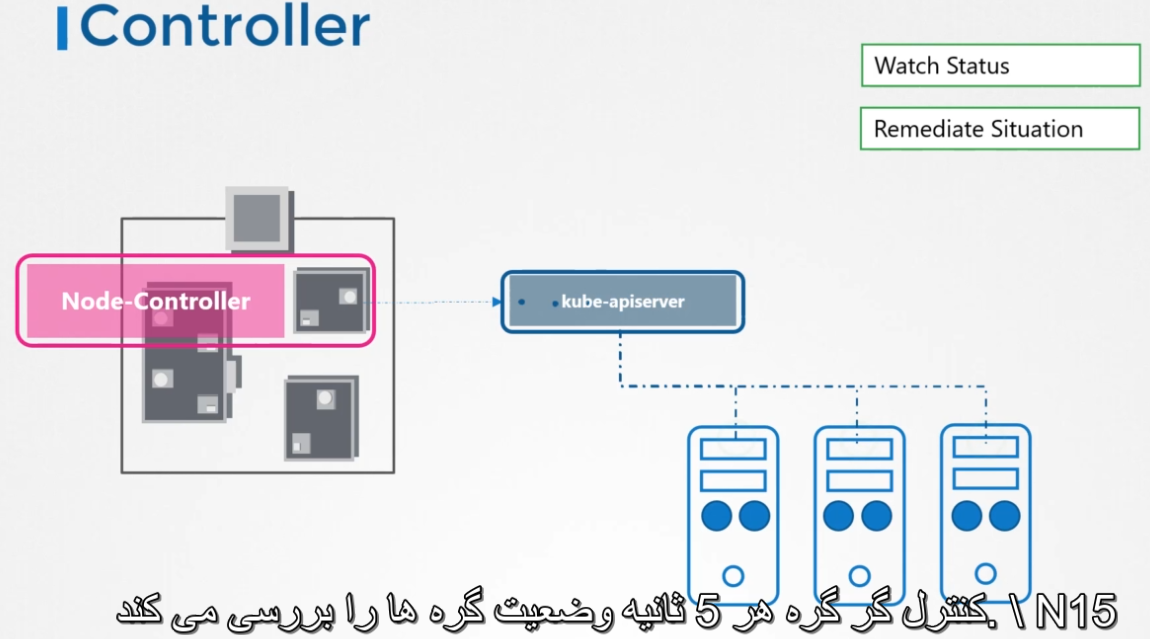 Controller
Watch Status
Remediate Situation
Node-Controller
kube-apiserver
15N \ .کنترل گر گره هر 5 ثانیه وضعیت گره ها را بررسی می کند